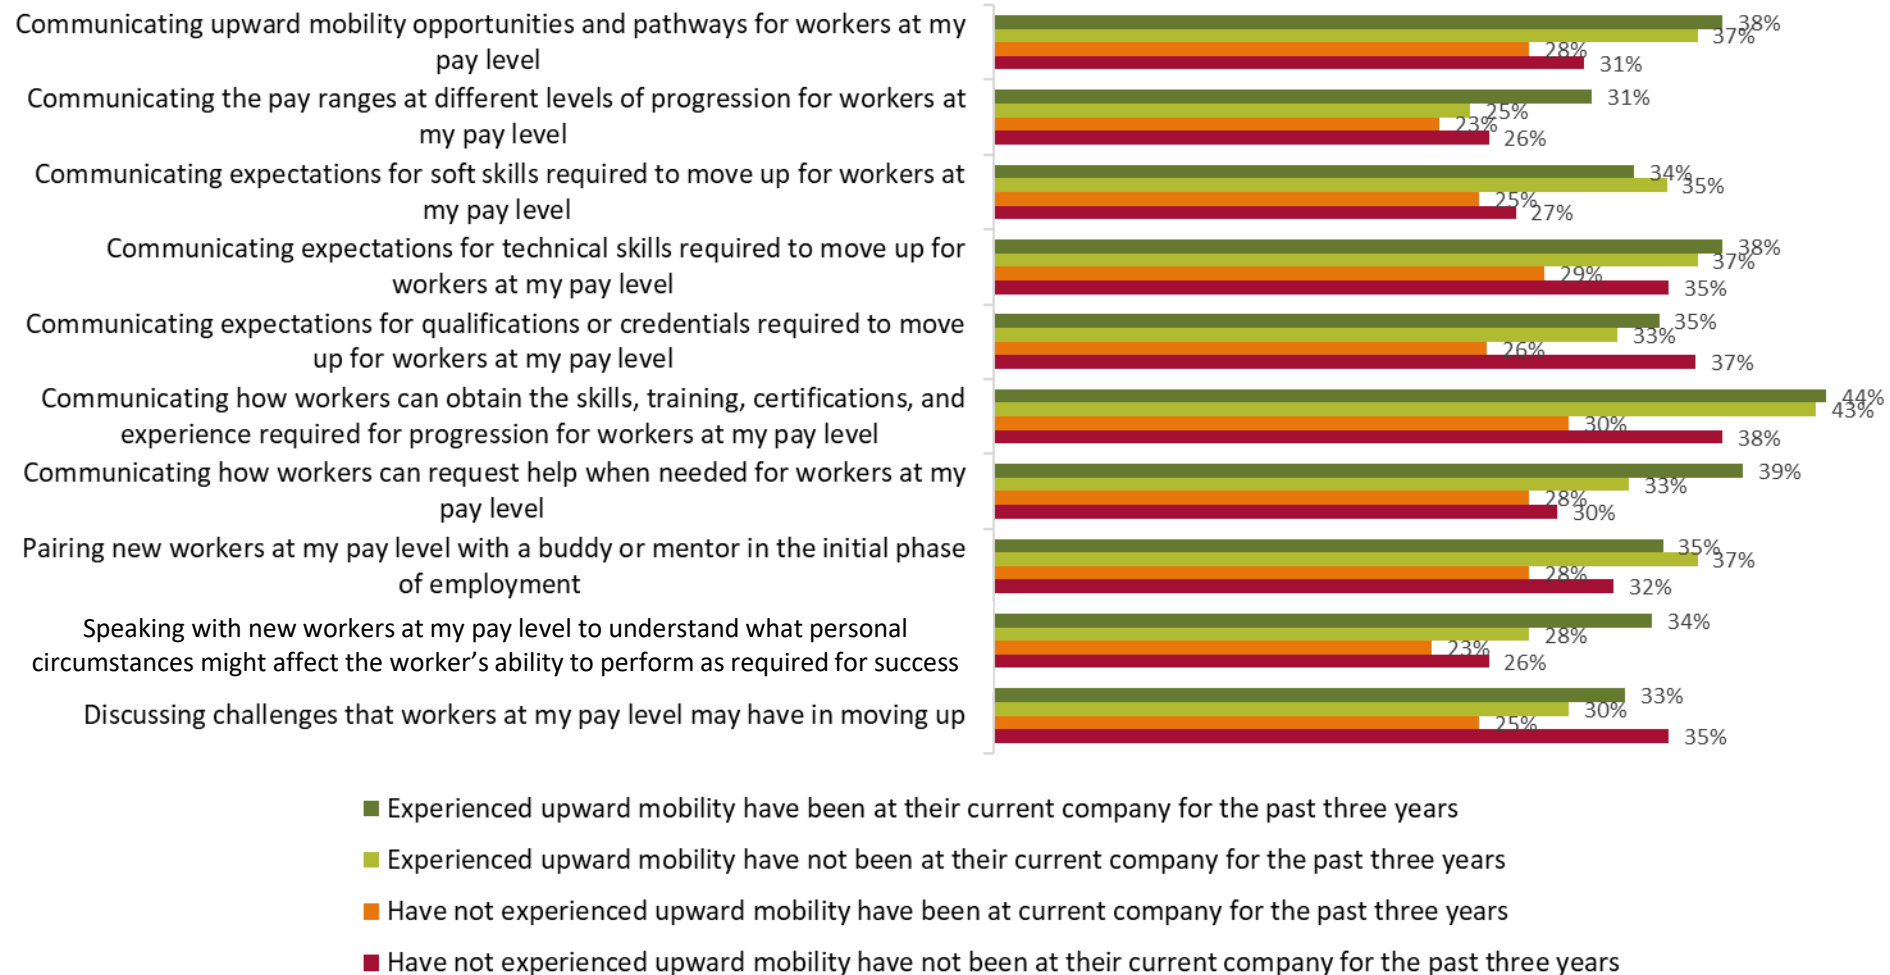 Communicating upward mobility opportunities and pathways for workers at my
pay level
38%
37%
28%
31%
Communicating the pay ranges at different levels of progression for workers at
my pay level
31%
25%
23%
26%
Communicating expectations for soft skills required to move up for workers at
my pay level
34%
35%
25%
27%
Communicating expectations for technical skills required to move up for
workers at my pay level
38%
37%
29%
35%
Communicating expectations for qualifications or credentials required to move
up for workers at my pay level
35%
33%
26%
37%
Communicating how workers can obtain the skills, training, certifications, and
experience required for progression for workers at my pay level
44%
43%
30%
38%
Communicating how workers can request help when needed for workers at my
pay level
39%
33%
28%
30%
Pairing new workers at my pay level with a buddy or mentor in the initial phase
of employment
35%
37%
28%
32%
Speaking with new workers at my pay level to understand what personal
circumstances might affect the worker’s ability to perform as required for success
34%
28%
23%
26%
Discussing challenges that workers at my pay level may have in moving up
33%
30%
25%
35%
Experienced upward mobility have been at their current company for the past three years
Experienced upward mobility have not been at their current company for the past three years
Have not experienced upward mobility have been at current company for the past three years
Have not experienced upward mobility have not been at their current company for the past three years